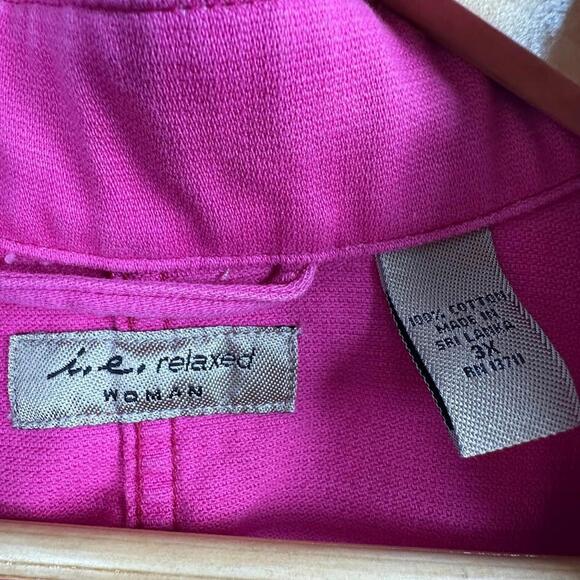 i.e. relaxed
WOMAN
100% COTTON
MADE IN
SRI LANKA
3X
RN 13711